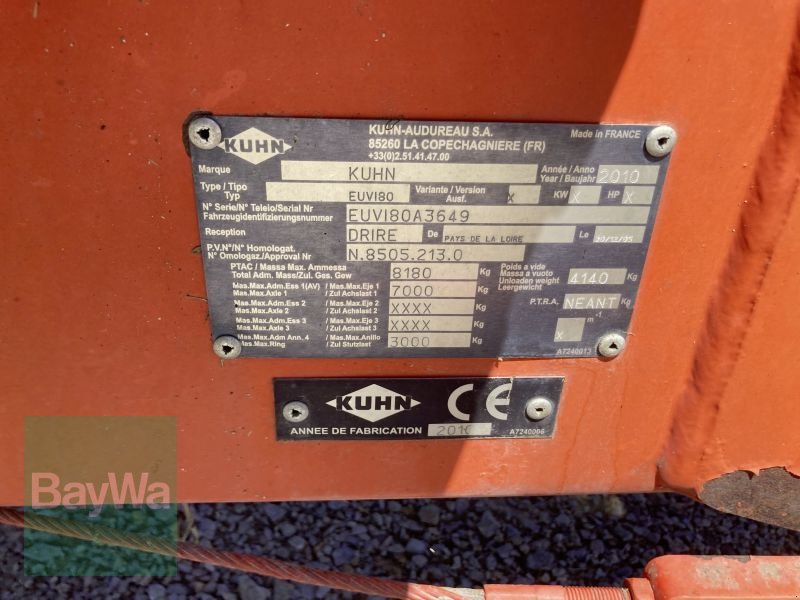 KUHN
KUHN-AUDUREAU S.A.
85260 LA COPECHAGNIERE (FR)
+33(0)2.51.41.47.00
Made in FRANCE
Marque KUHN Année / Anno 2010
Year / Baujahr
Type / Tipo
Typ EUV180 Variante / Version
Ausf. X KW X HP X
N° Serie/N° Teleio/Serial Nr
Fahrzeugidentifizierungsnummer EUV180A3649
Reception DRIRE De PAYS DE LA LOIRE Le
P.V.N°/N° Homologat.
N° Omologaz./Approval Nr N.8505.213.0
PTAC / Massa Max. Ammessa
Total Adm. Mass/Zul. Ges. Gew 8180 Kg
Poids a vide
Massa a vuoto
Unloaden weight
Leergewicht 4140 Kg
Mas.Max.Adm.Ess 1(AV) / Mas.Max.Eje 1
Mas.Max.Axle 1 / Zul Achslast 1 7000 Kg
Mas.Max.Adm.Ess 2 / Mas.Max.Eje 2
Mas.Max.Axle 2 / Zul Achslast 2 XXXX Kg
P.T.R.A. NEANT Kg
Mas.Max.Adm.Ess 3 / Mas.Max.Eje 3
Mas.Max.Axle 3 / Zul Achslast 3 XXXX Kg
X m-1
Mas.Max.Adm Ann. 4 / Mas.Max.Anillo
Mas.Max.Ring / Zul Stutzlast 3000 Kg
A7240013
KUHN CE
ANNEE DE FABRICATION 2010 A7240006
BayWa